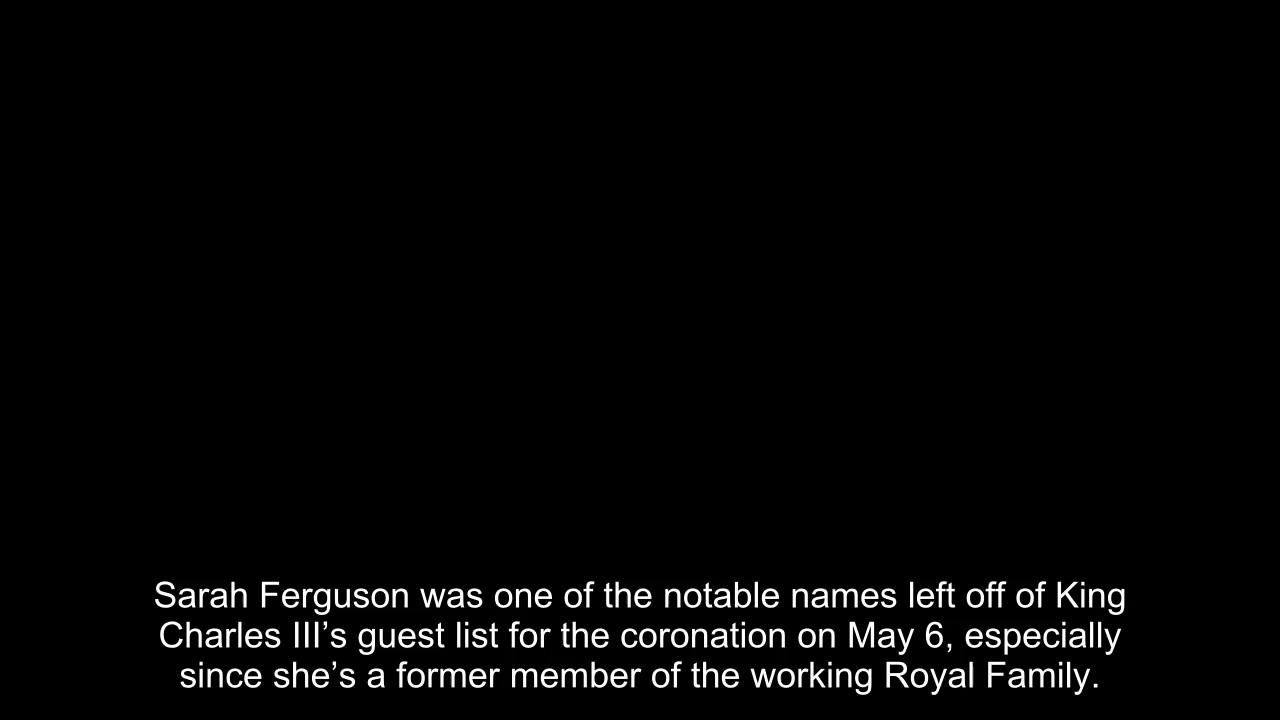 Sarah Ferguson was one of the notable names left off of King
Charles III’s guest list for the coronation on May 6, especially
since she’s a former member of the working Royal Family.